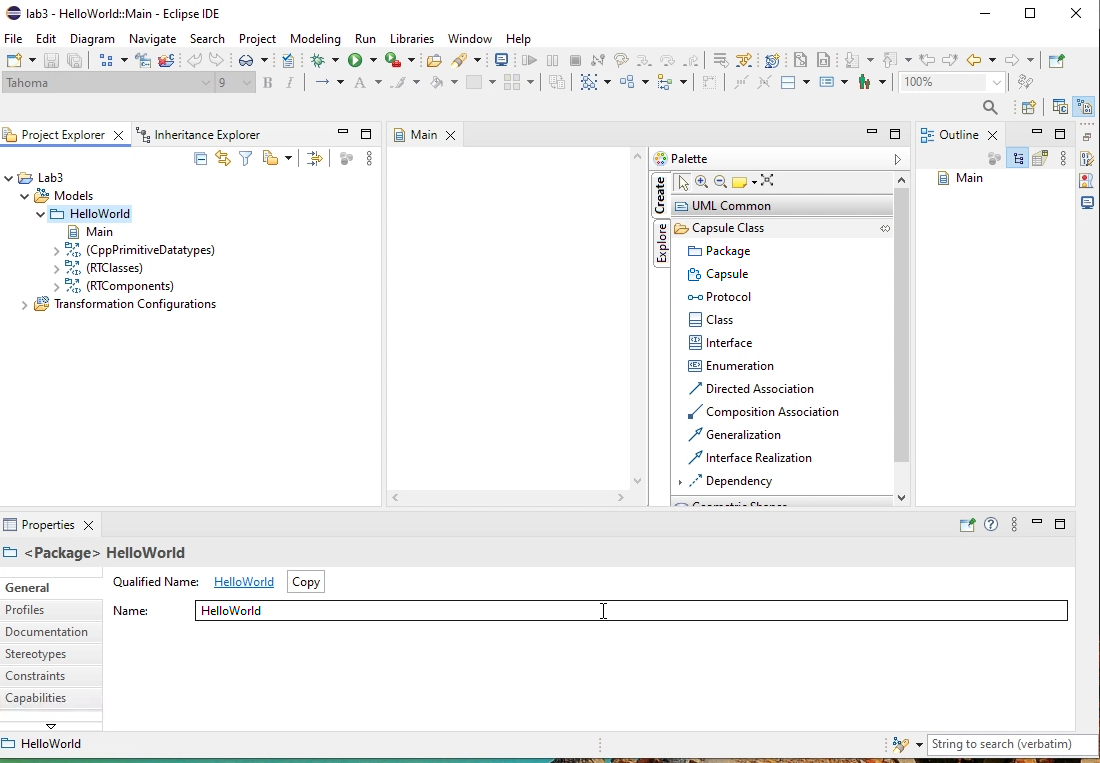 lab3 - HelloWorld::Main - Eclipse IDE
File Edit Diagram Navigate Search Project Modeling Run Libraries Window Help
Tahoma 9 B I A 100%
Project Explorer Inheritance Explorer
Lab3
Models
HelloWorld
Main
(CppPrimitiveDatatypes)
(RTClasses)
(RTComponents)
Transformation Configurations
Main
Palette
Create
Explore
UML Common
Capsule Class
Package
Capsule
Protocol
Class
Interface
Enumeration
Directed Association
Composition Association
Generalization
Interface Realization
Dependency
Geometric Shapes
Outline
Main
Properties
<Package> HelloWorld
General
Profiles
Documentation
Stereotypes
Constraints
Capabilities
Qualified Name: HelloWorld Copy
Name: HelloWorld
HelloWorld
String to search (verbatim)